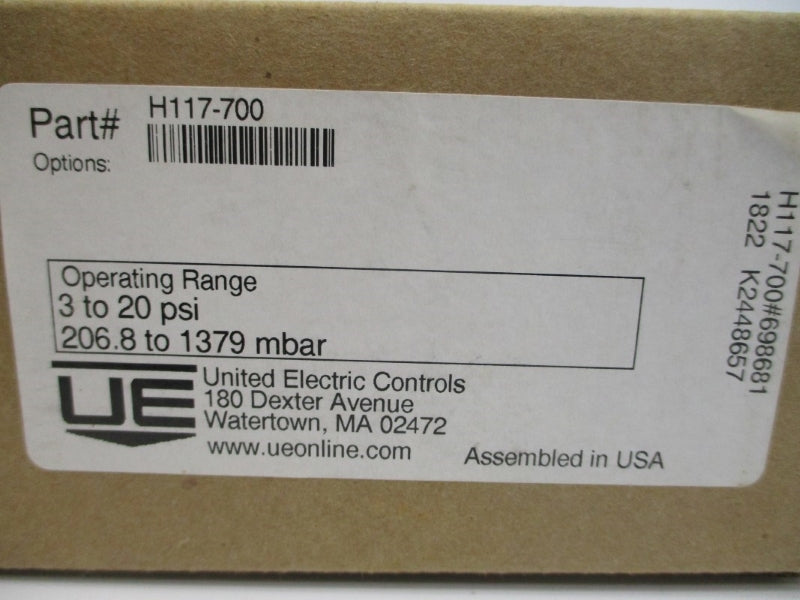 Part# H117-700
Options:
Operating Range
3 to 20 psi
206.8 to 1379 mbar
UE
United Electric Controls
180 Dexter Avenue
Watertown, MA 02472
www.ueonline.com
Assembled in USA
H117-700#698681
1822 K2448657